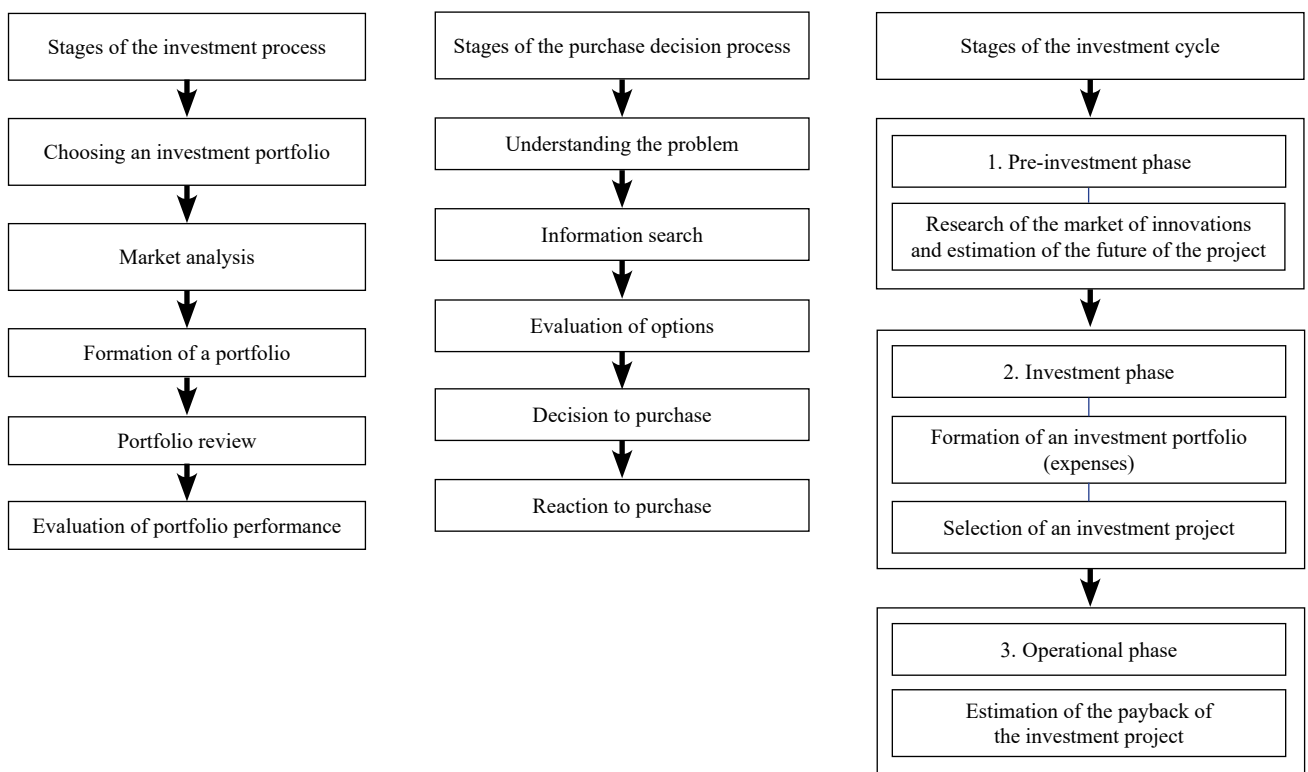 Stages of the investment process
Choosing an investment portfolio
Market analysis
Formation of a portfolio
Portfolio review
Evaluation of portfolio performance
Stages of the purchase decision process
Understanding the problem
Information search
Evaluation of options
Decision to purchase
Reaction to purchase
Stages of the investment cycle
1. Pre-investment phase
Research of the market of innovations
and estimation of the future of the project
2. Investment phase
Formation of an investment portfolio
(expenses)
Selection of an investment project
3. Operational phase
Estimation of the payback of
the investment project